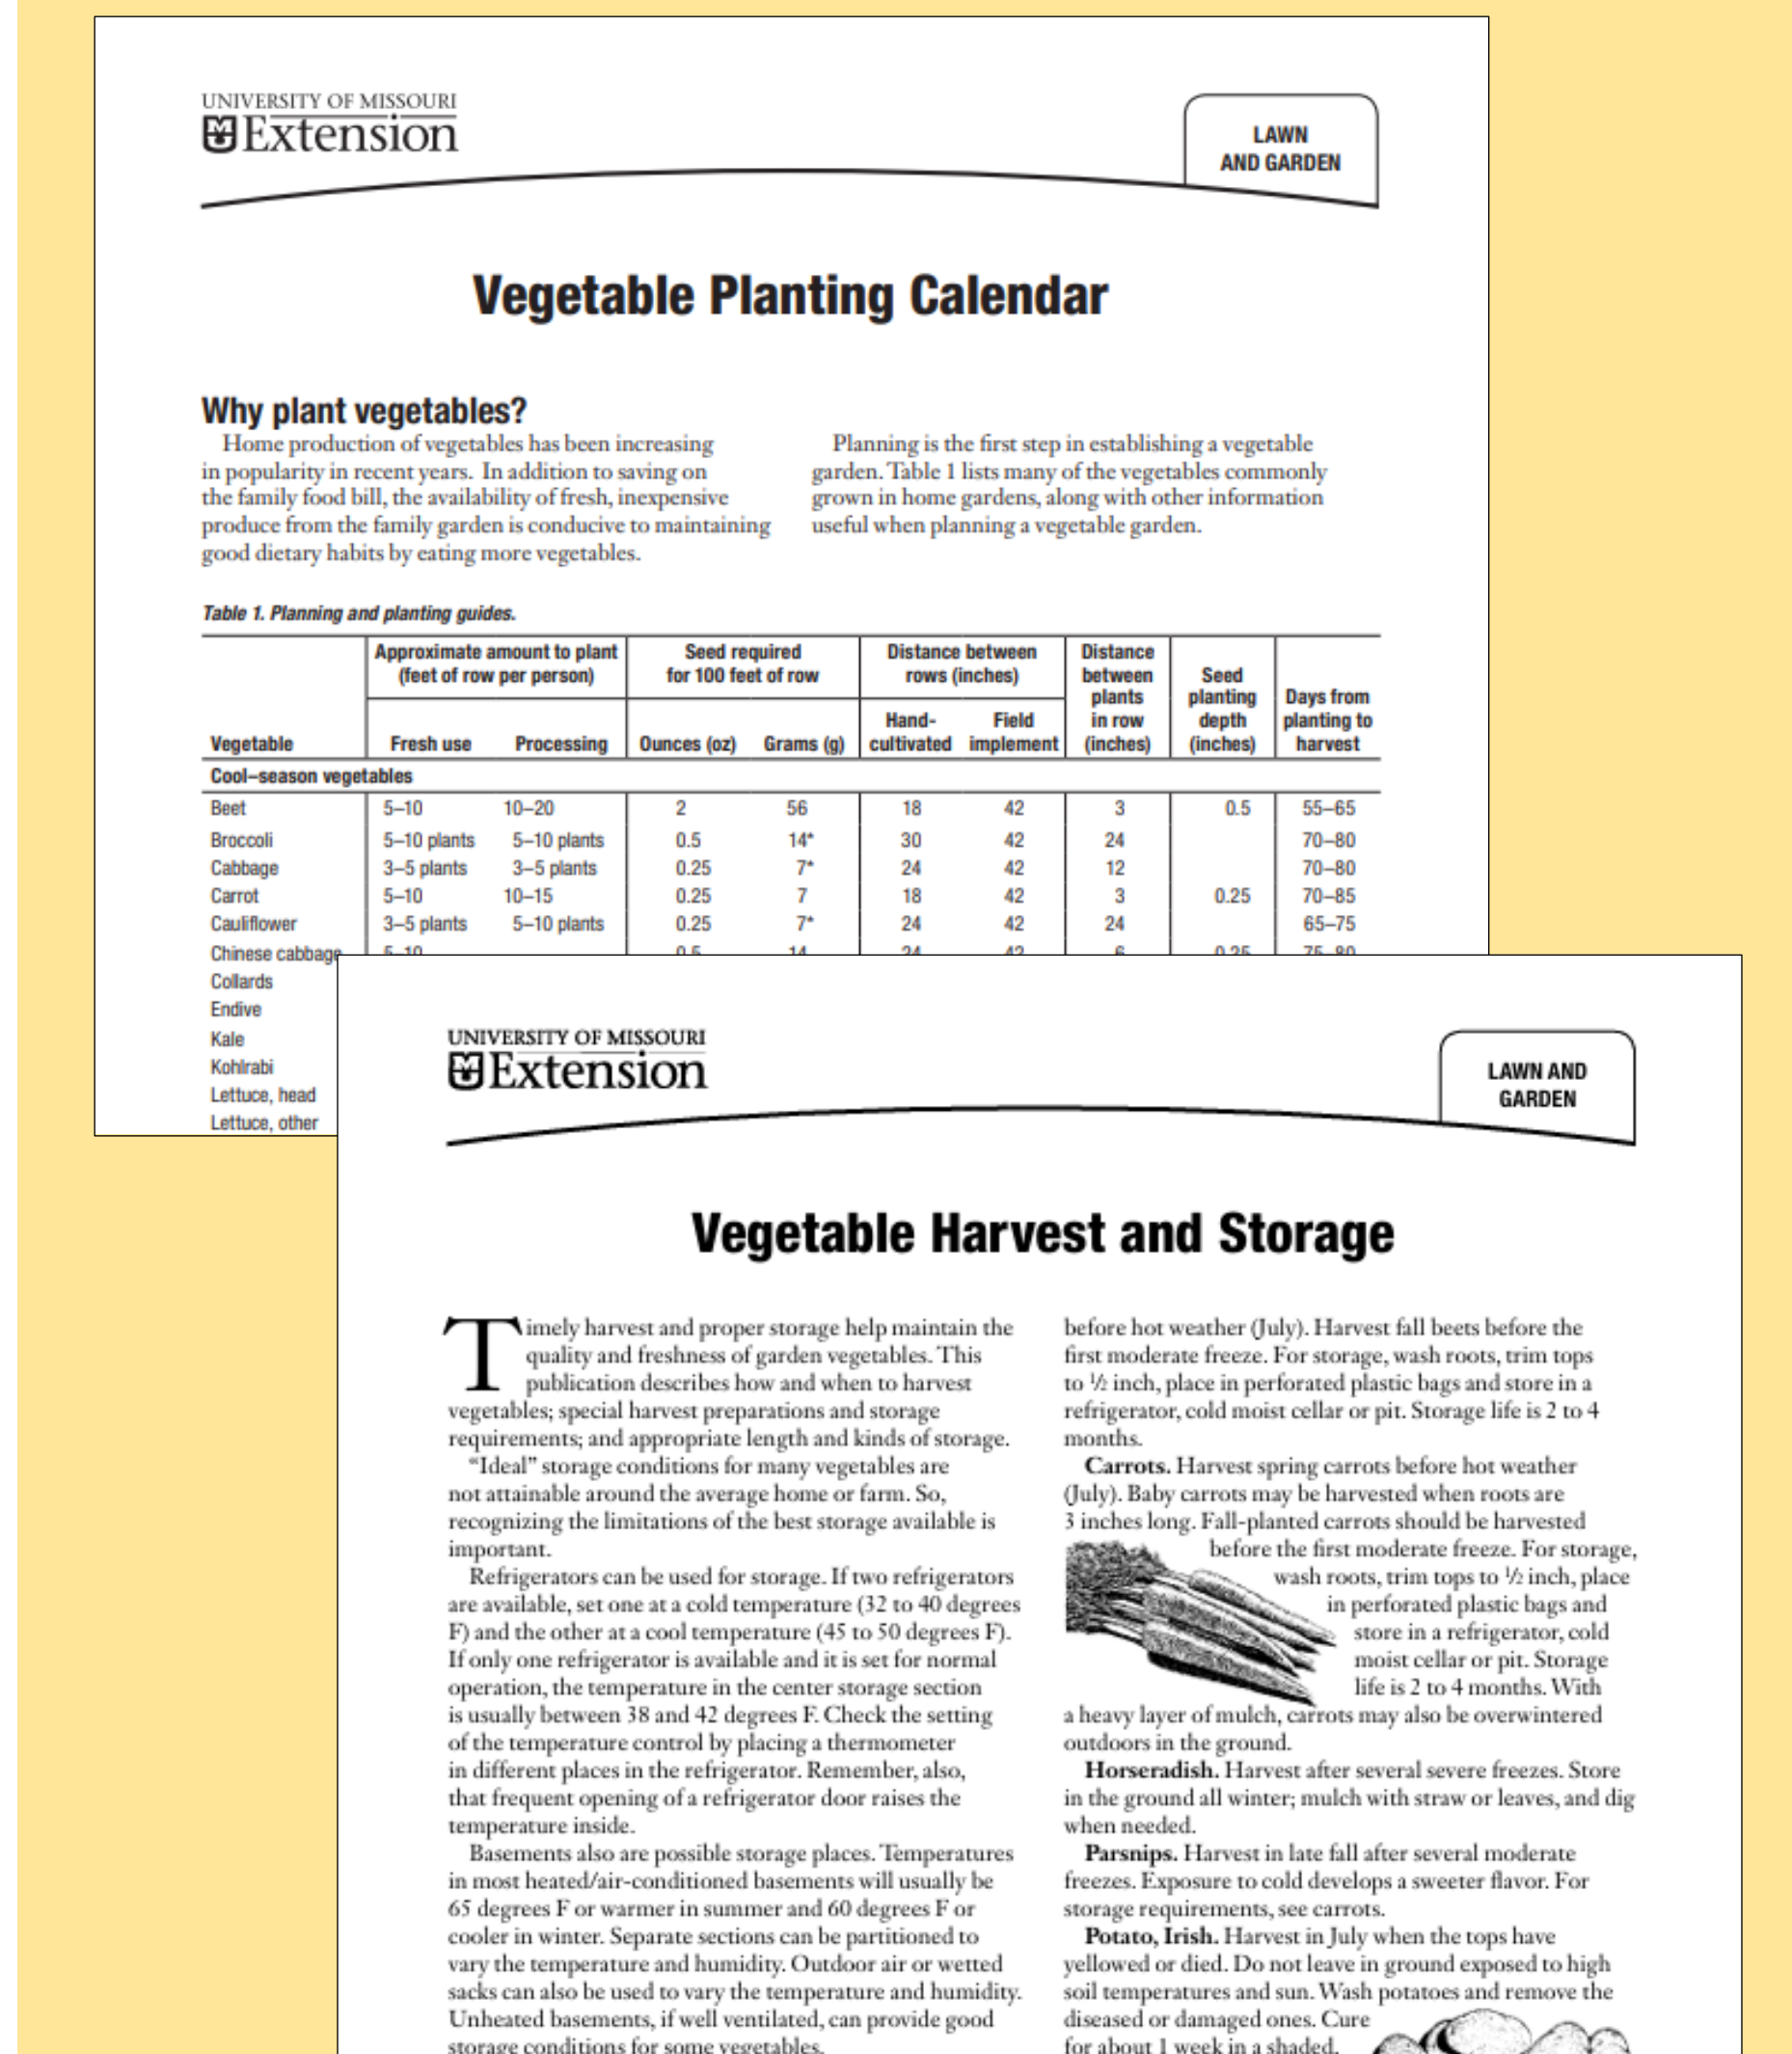 UNIVERSITY OF MISSOURI
Extension
LAWN
AND GARDEN
Vegetable Planting Calendar
Why plant vegetables?
Home production of vegetables has been increasing
in popularity in recent years. In addition to saving on
the family food bill, the availability of fresh, inexpensive
produce from the family garden is conducive to maintaining
good dietary habits by eating more vegetables.
Planning is the first step in establishing a vegetable
garden. Table 1 lists many of the vegetables commonly
grown in home gardens, along with other information
useful when planning a vegetable garden.
Table 1. Planning and planting guides.
Vegetable
Approximate amount to plant
(feet of row per person)
Fresh use Processing
Seed required
for 100 feet of row
Ounces (oz) Grams (g)
Distance between
rows (inches)
Hand-
cultivated
Field
implement
Distance
between
plants
in row
(inches)
Seed
planting
depth
(inches)
Days from
planting to
harvest
Cool–season vegetables
Beet 5–10 10–20 2 56 18 42 3 0.5 55–65
Broccoli 5–10 plants 5–10 plants 0.5 14* 30 42 24 70–80
Cabbage 3–5 plants 3–5 plants 0.25 7* 24 42 12 70–80
Carrot 5–10 10–15 0.25 7 18 42 3 0.25 70–85
Cauliflower 3–5 plants 5–10 plants 0.25 7* 24 42 24 65–75
Chinese cabbage 5–10 0.5 14 24 42 6 0.25 75–80
Collards
Endive
Kale
Kohlrabi
Lettuce, head
Lettuce, other
UNIVERSITY OF MISSOURI
Extension
LAWN AND
GARDEN
Vegetable Harvest and Storage
Timely harvest and proper storage help maintain the
quality and freshness of garden vegetables. This
publication describes how and when to harvest
vegetables; special harvest preparations and storage
requirements; and appropriate length and kinds of storage.
“Ideal” storage conditions for many vegetables are
not attainable around the average home or farm. So,
recognizing the limitations of the best storage available is
important.
Refrigerators can be used for storage. If two refrigerators
are available, set one at a cold temperature (32 to 40 degrees
F) and the other at a cool temperature (45 to 50 degrees F).
If only one refrigerator is available and it is set for normal
operation, the temperature in the center storage section
is usually between 38 and 42 degrees F. Check the setting
of the temperature control by placing a thermometer
in different places in the refrigerator. Remember, also,
that frequent opening of a refrigerator door raises the
temperature inside.
Basements also are possible storage places. Temperatures
in most heated/air-conditioned basements will usually be
65 degrees F or warmer in summer and 60 degrees F or
cooler in winter. Separate sections can be partitioned to
vary the temperature and humidity. Outdoor air or wetted
sacks can also be used to vary the temperature and humidity.
Unheated basements, if well ventilated, can provide good
storage conditions for some vegetables.
before hot weather (July). Harvest fall beets before the
first moderate freeze. For storage, wash roots, trim tops
to ½ inch, place in perforated plastic bags and store in a
refrigerator, cold moist cellar or pit. Storage life is 2 to 4
months.
Carrots. Harvest spring carrots before hot weather
(July). Baby carrots may be harvested when roots are
3 inches long. Fall-planted carrots should be harvested
before the first moderate freeze. For storage,
wash roots, trim tops to ½ inch, place
in perforated plastic bags and
store in a refrigerator, cold
moist cellar or pit. Storage
life is 2 to 4 months. With
a heavy layer of mulch, carrots may also be overwintered
outdoors in the ground.
Horseradish. Harvest after several severe freezes. Store
in the ground all winter; mulch with straw or leaves, and dig
when needed.
Parsnips. Harvest in late fall after several moderate
freezes. Exposure to cold develops a sweeter flavor. For
storage requirements, see carrots.
Potato, Irish. Harvest in July when the tops have
yellowed or died. Do not leave in ground exposed to high
soil temperatures and sun. Wash potatoes and remove the
diseased or damaged ones. Cure
for about 1 week in a shaded,